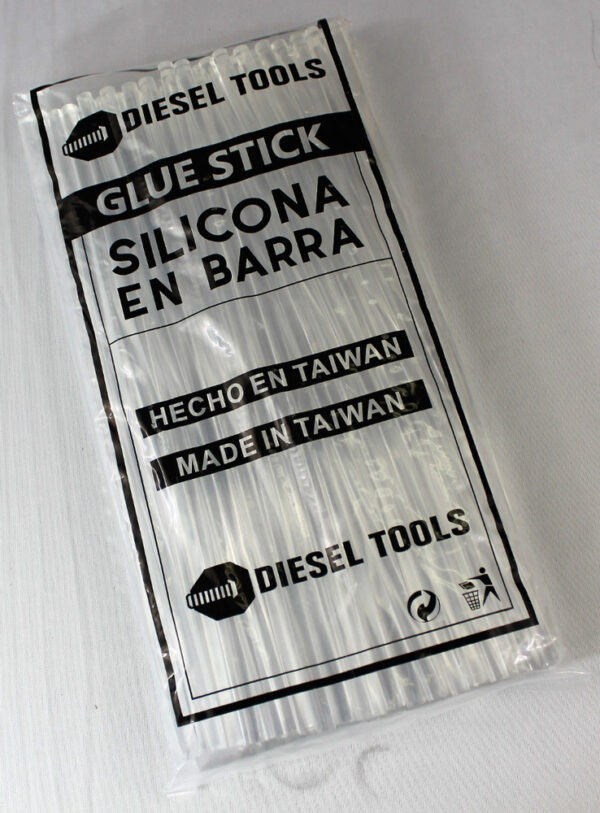 DIESEL TOOLS
GLUE STICK
SILICONA
EN BARRA
HECHO EN TAIWAN
MADE IN TAIWAN
DIESEL TOOLS